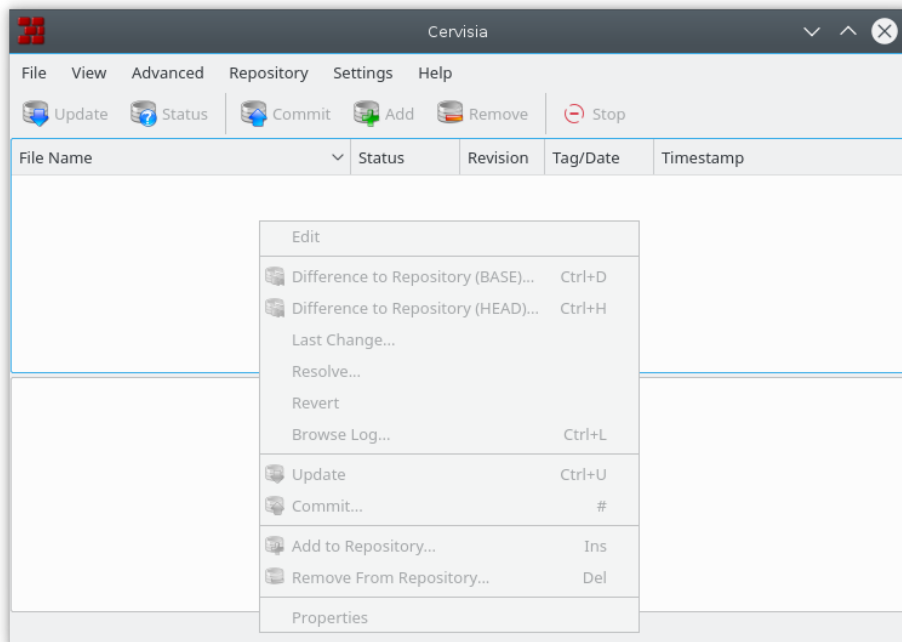 Cervisia
File View Advanced Repository Settings Help
Update Status Commit Add Remove Stop
File Name Status Revision Tag/Date Timestamp
Edit
Difference to Repository (BASE)... Ctrl+D
Difference to Repository (HEAD)... Ctrl+H
Last Change...
Resolve...
Revert
Browse Log... Ctrl+L
Update Ctrl+U
Commit... #
Add to Repository... Ins
Remove From Repository... Del
Properties